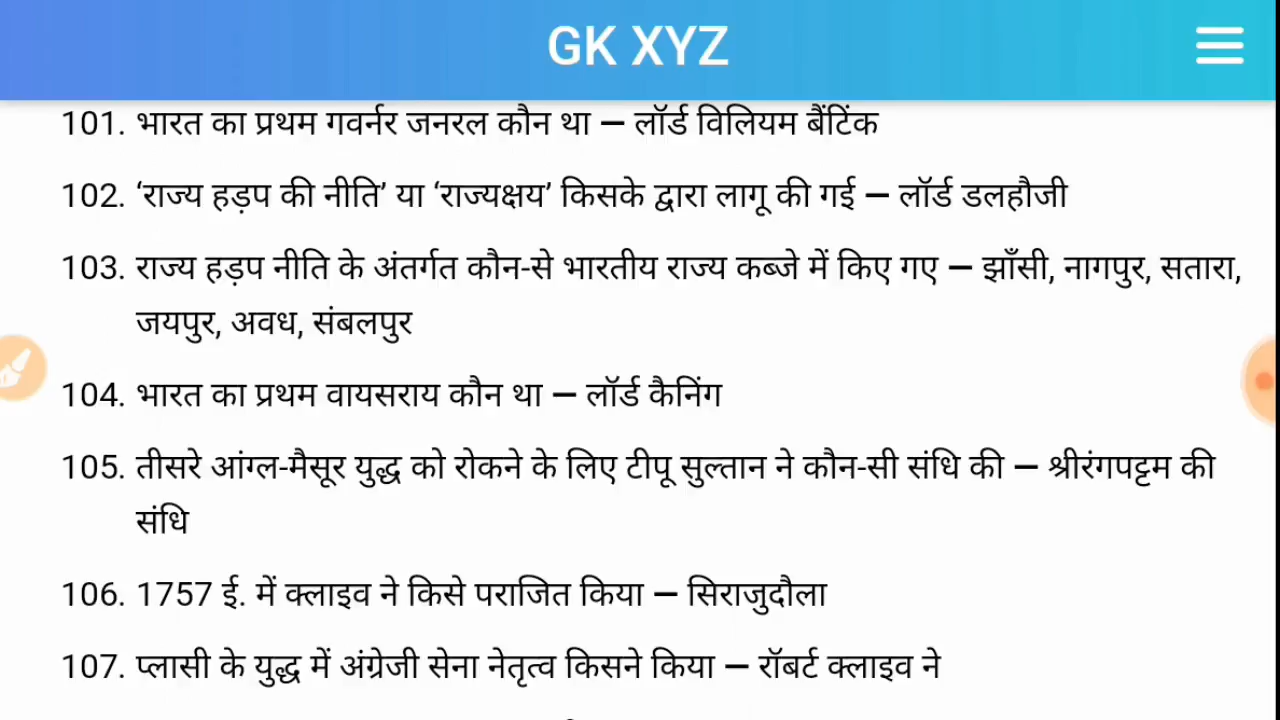 GK XYZ
101. भारत का प्रथम गवर्नर जनरल कौन था – लॉर्ड विलियम बैंटिंक
102. ‘राज्य हड़प की नीति’ या ‘राज्यक्षय’ किसके द्वारा लागू की गई – लॉर्ड डलहौजी
103. राज्य हड़प नीति के अंतर्गत कौन-से भारतीय राज्य कब्जे में किए गए – झाँसी, नागपुर, सतारा,
जयपुर, अवध, संबलपुर
104. भारत का प्रथम वायसराय कौन था – लॉर्ड कैनिंग
105. तीसरे आंग्ल-मैसूर युद्ध को रोकने के लिए टीपू सुल्तान ने कौन-सी संधि की – श्रीरंगपट्टम की
संधि
106. 1757 ई. में क्लाइव ने किसे पराजित किया – सिराजुदौला
107. प्लासी के युद्ध में अंग्रेजी सेना नेतृत्व किसने किया – रॉबर्ट क्लाइव ने